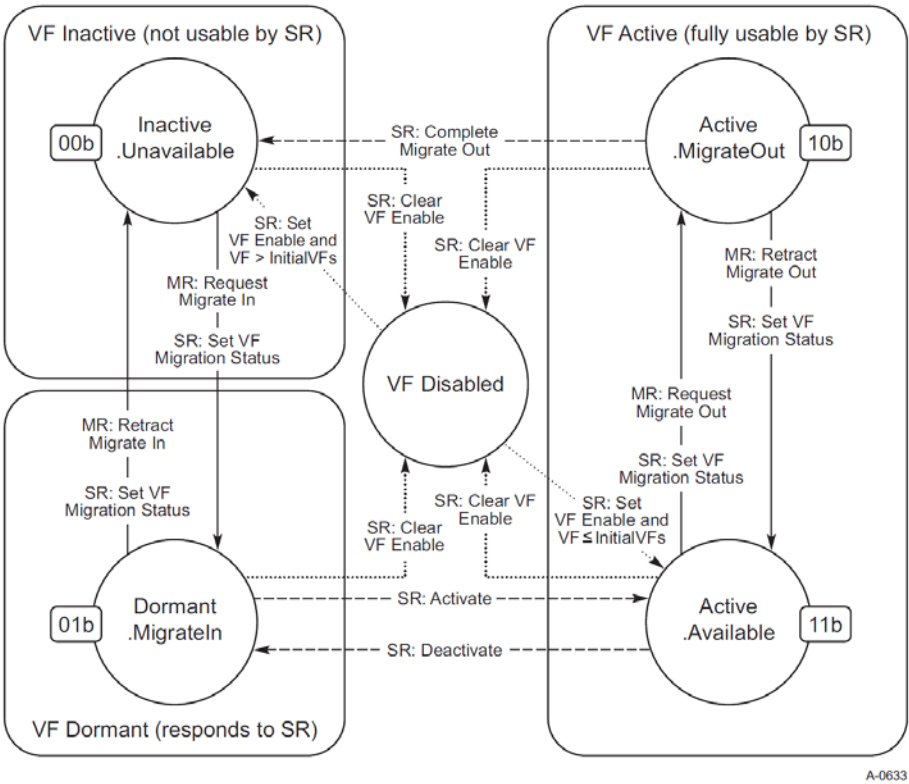 VF Inactive (not usable by SR)
VF Active (fully usable by SR)
00b
Inactive
.Unavailable
SR: Complete
Migrate Out
Active
.MigrateOut
10b
SR: Clear
VF Enable
SR: Set
VF Enable and
VF > InitialVFs
SR: Clear VF
Enable
MR: Request
Migrate In
SR: Set VF
Migration Status
MR: Retract
Migrate Out
SR: Set VF
Migration Status
VF Disabled
MR: Retract
Migrate In
SR: Set VF
Migration Status
MR: Request
Migrate Out
SR: Set VF
Migration Status
SR: Clear
VF Enable
SR: Clear VF
Enable
SR: Set
VF Enable and
VF ≤ InitialVFs
01b
Dormant
.MigrateIn
SR: Activate
SR: Deactivate
Active
.Available
11b
VF Dormant (responds to SR)
A-0633